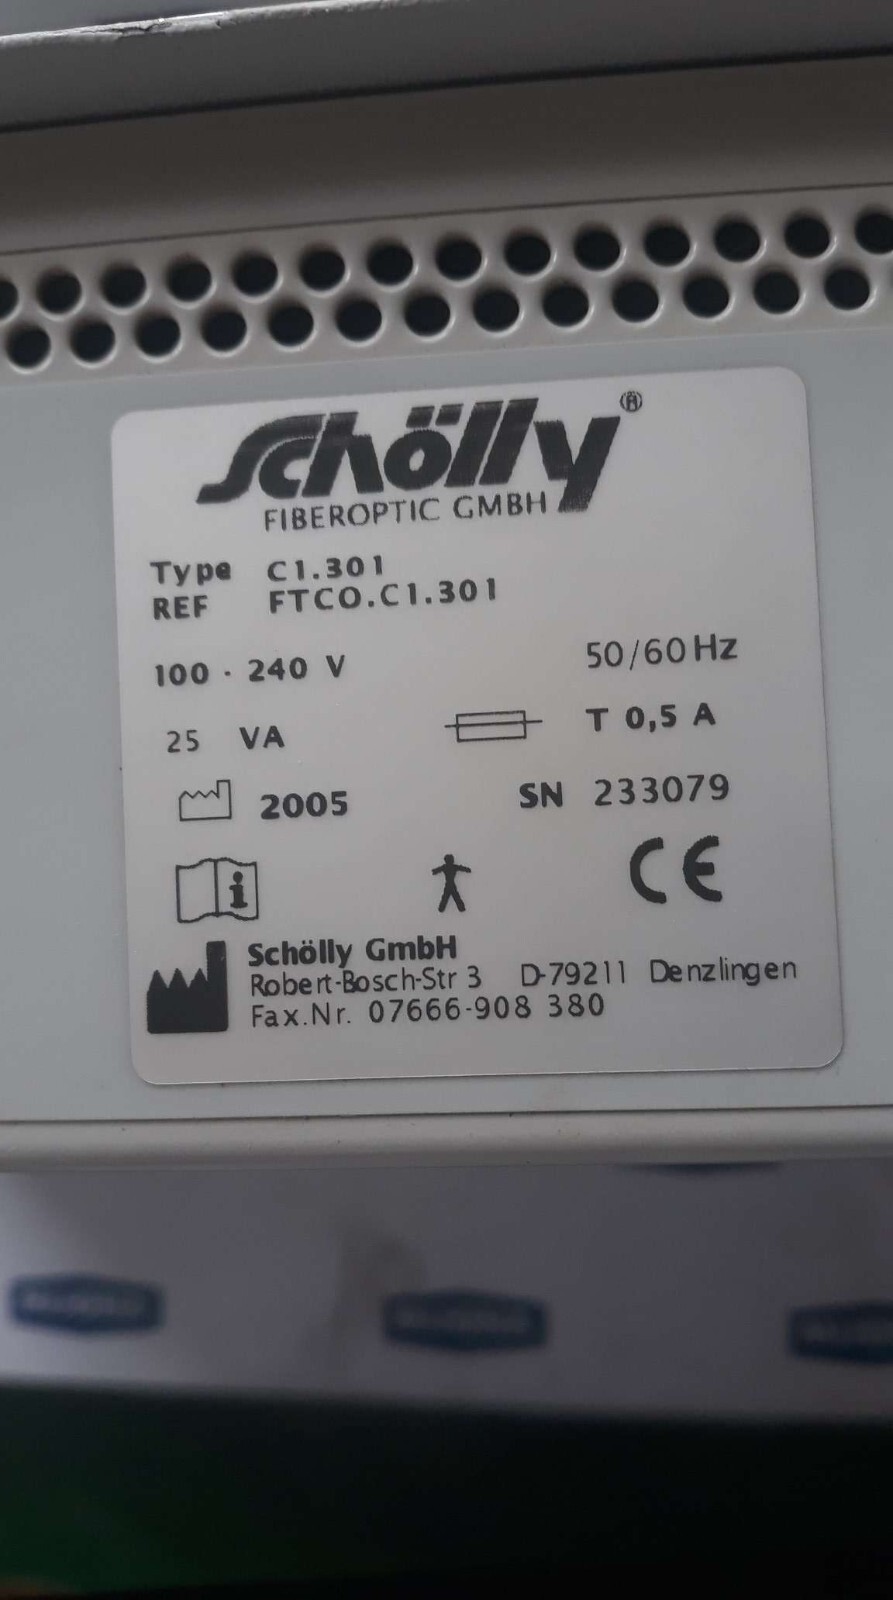 Schölly®
FIBEROPTIC GMBH
Type C1.301
REF FTCO.C1.301
100 - 240 V 50/60 Hz
25 VA T 0,5 A
2005 SN 233079
i CE
Schölly GmbH
Robert-Bosch-Str 3 D-79211 Denzlingen
Fax.Nr. 07666-908 380